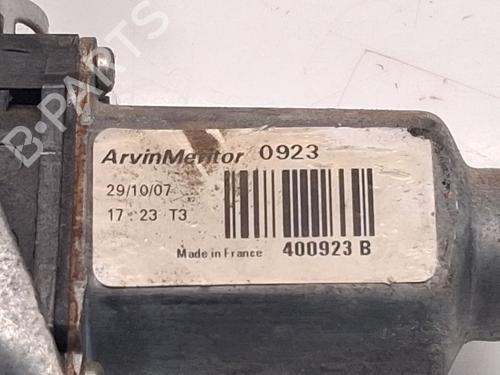 B-PARTS
ArvinMeritor 0923
29/10/07
17 23 T3
Made in France 400923 B